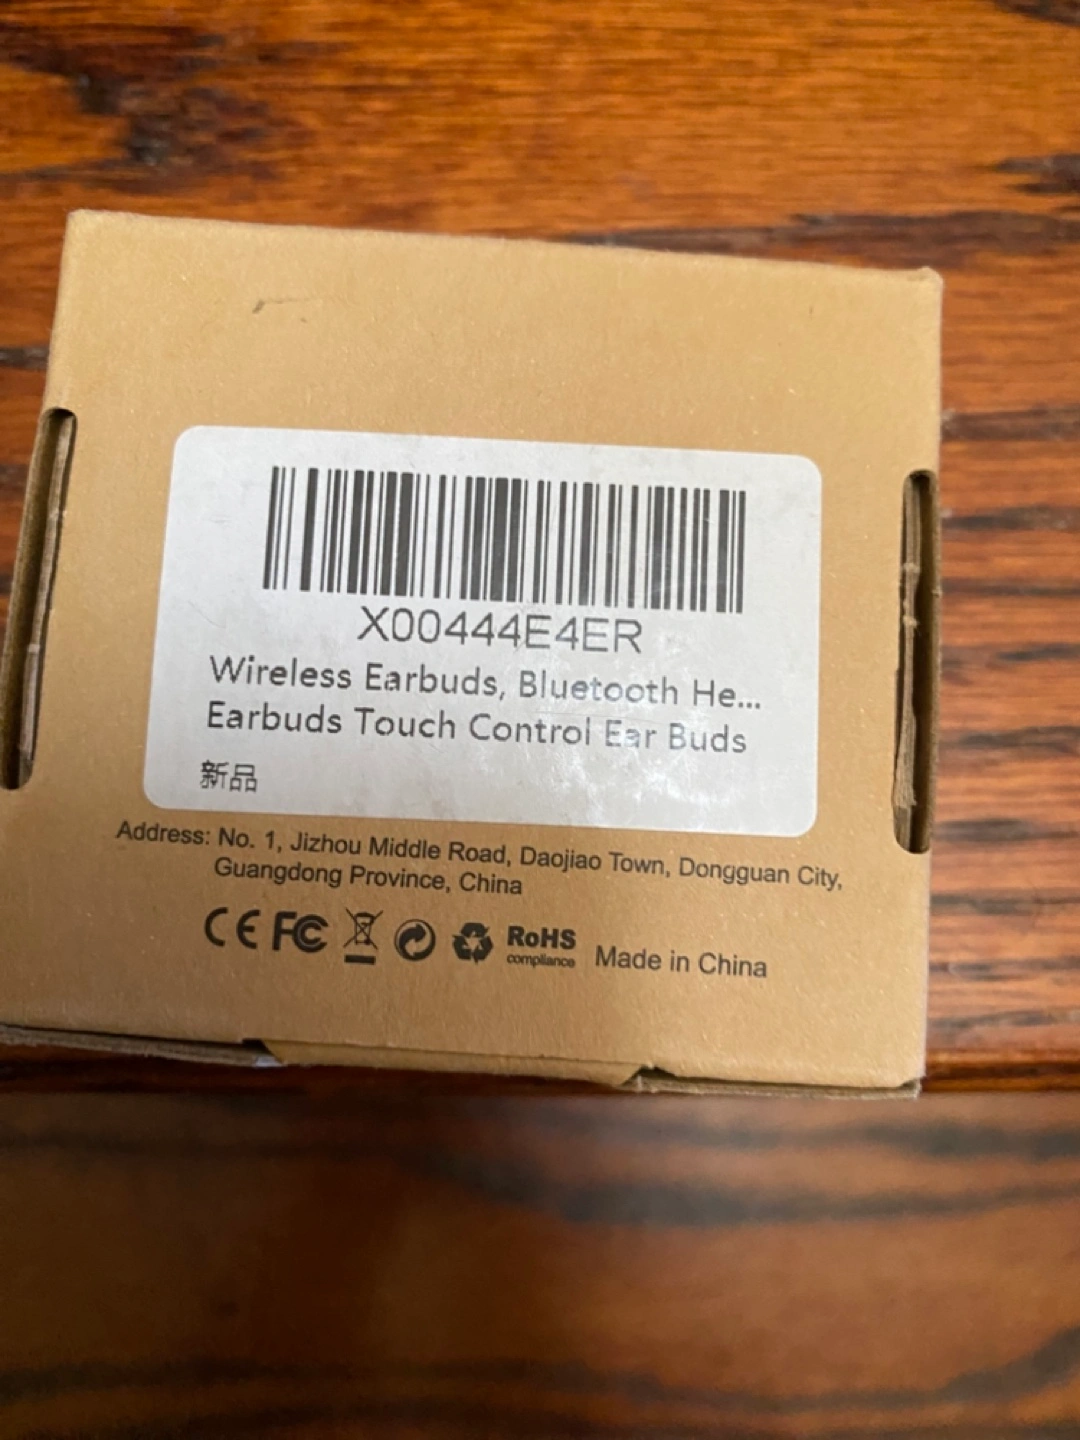 X00444E4ER
Wireless Earbuds, Bluetooth He...
Earbuds Touch Control Ear Buds
新品
Address: No. 1, Jizhou Middle Road, Daojiao Town, Dongguan City,
Guangdong Province, China
CE FC RoHS compliance Made in China